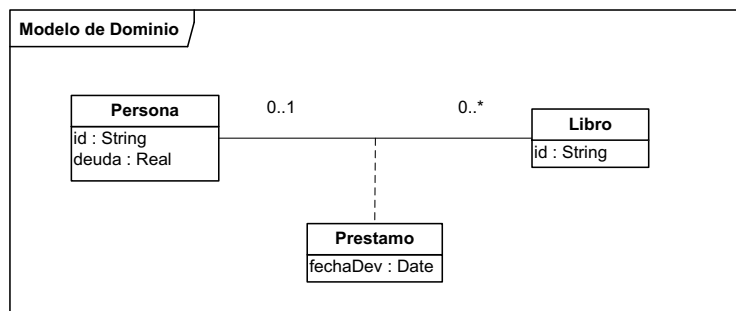 Modelo de Dominio
Persona
id : String
deuda : Real
0..1
0..*
Libro
id : String
Prestamo
fechaDev : Date